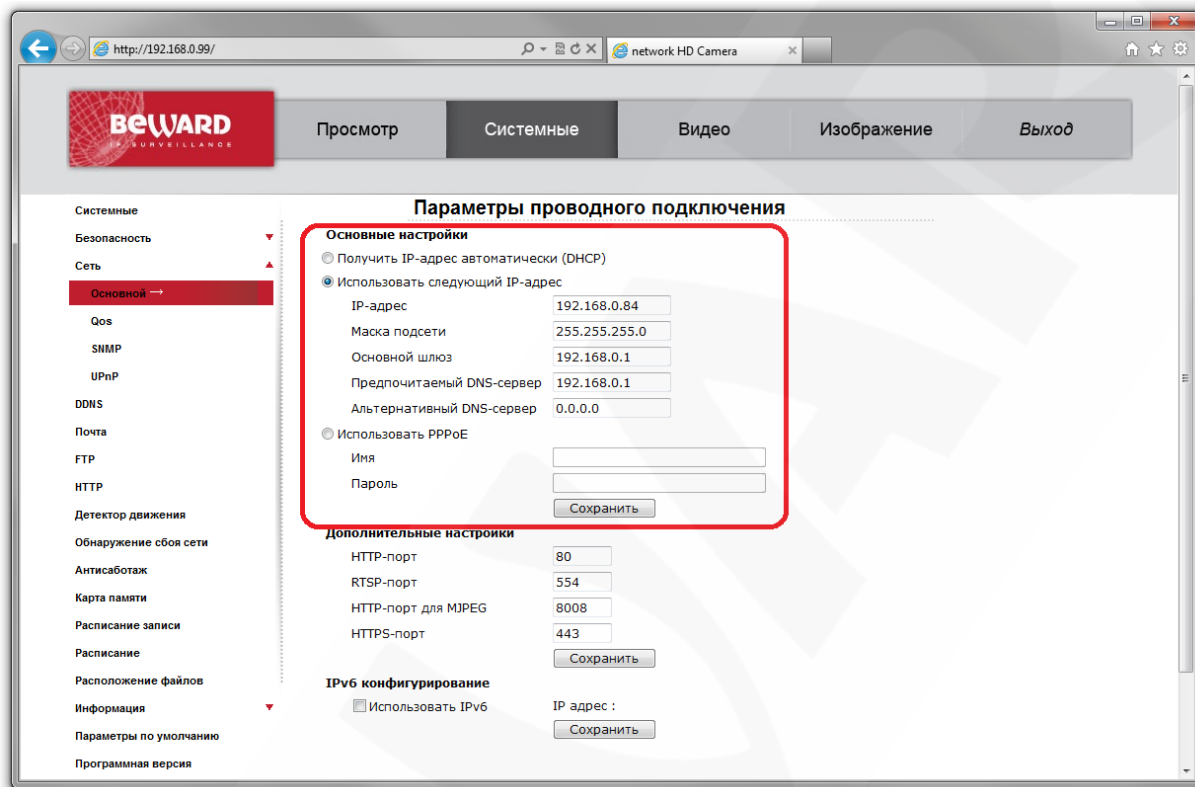 http://192.168.0.99/
network HD Camera
BEWARD
IP SURVEILLANCE
Просмотр
Системные
Видео
Изображение
Выход
Системные
Безопасность
Сеть
Основной
Qos
SNMP
UPnP
DDNS
Почта
FTP
HTTP
Детектор движения
Обнаружение сбоя сети
Антисаботаж
Карта памяти
Расписание записи
Расписание
Расположение файлов
Информация
Параметры по умолчанию
Программная версия
Параметры проводного подключения
Основные настройки
Получить IP-адрес автоматически (DHCP)
Использовать следующий IP-адрес
IP-адрес 192.168.0.84
Маска подсети 255.255.255.0
Основной шлюз 192.168.0.1
Предпочитаемый DNS-сервер 192.168.0.1
Альтернативный DNS-сервер 0.0.0.0
Использовать PPPoE
Имя
Пароль
Сохранить
Дополнительные настройки
HTTP-порт 80
RTSP-порт 554
HTTP-порт для MJPEG 8008
HTTPS-порт 443
Сохранить
IPv6 конфигурирование
Использовать IPv6 IP адрес :
Сохранить